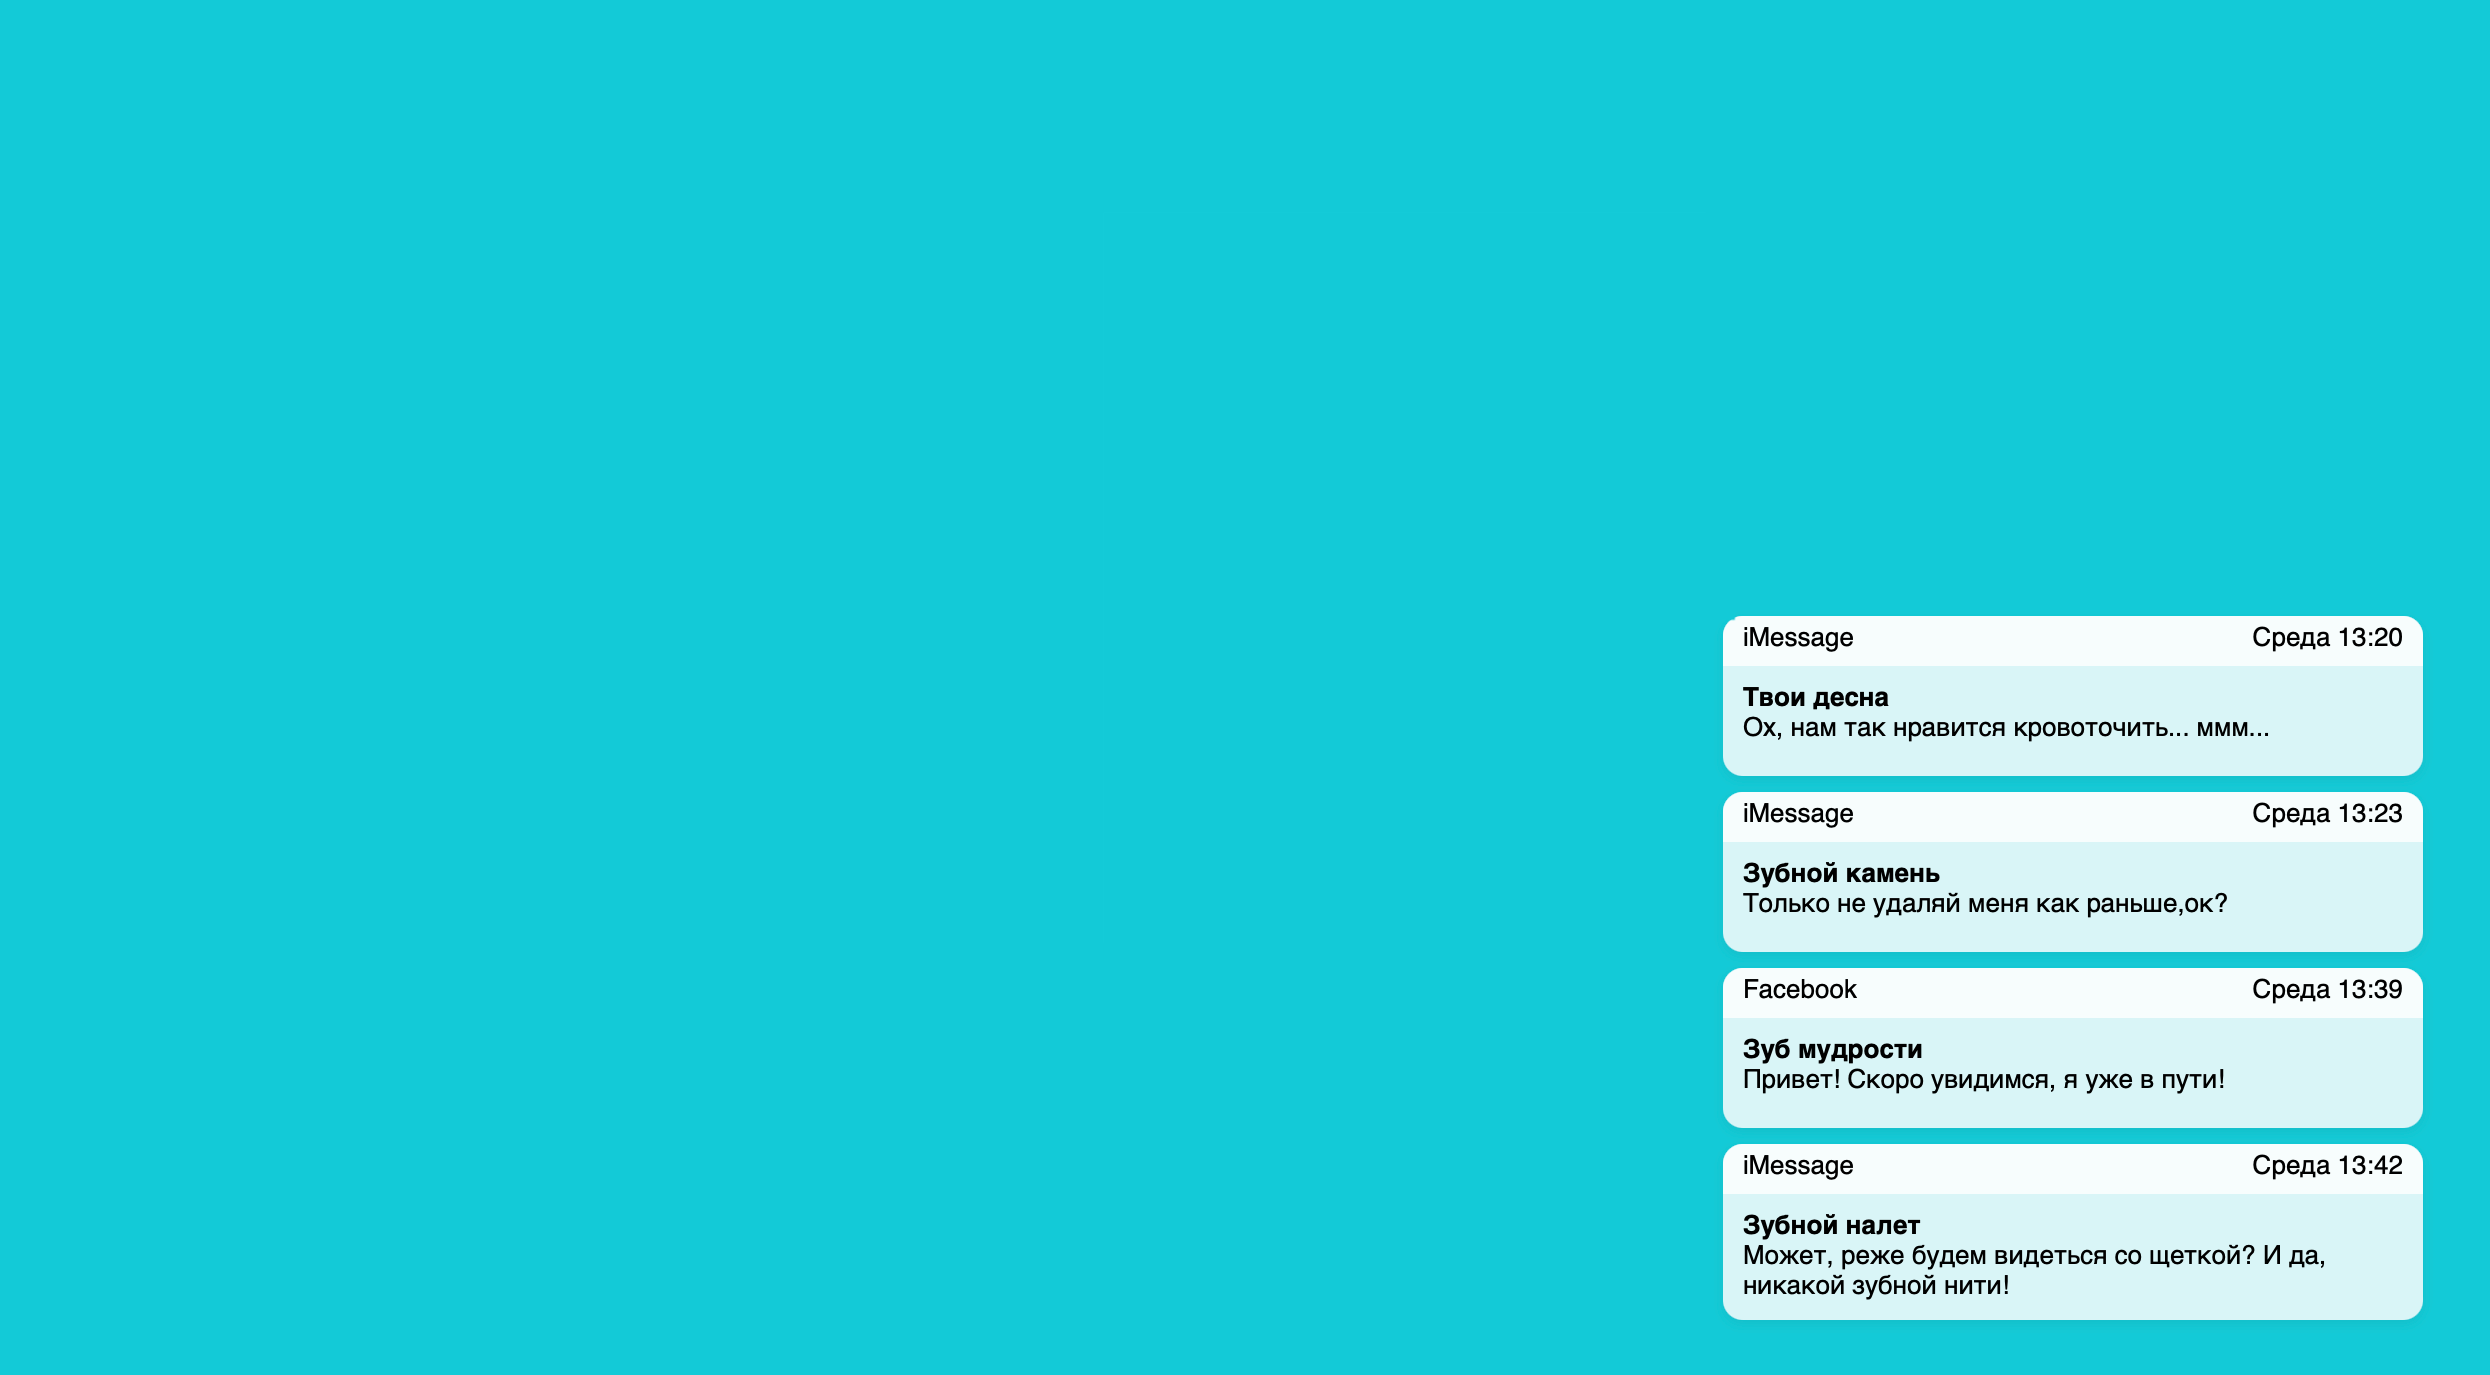 iMessage Среда 13:20
Твои десна
Ох, нам так нравится кровоточить... ммм...
iMessage Среда 13:23
Зубной камень
Только не удаляй меня как раньше,ок?
Facebook Среда 13:39
Зуб мудрости
Привет! Скоро увидимся, я уже в пути!
iMessage Среда 13:42
Зубной налет
Может, реже будем видеться со щеткой? И да,
никакой зубной нити!